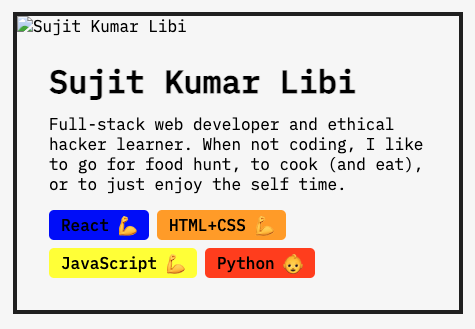 Sujit Kumar Libi
Sujit Kumar Libi
Full-stack web developer and ethical
hacker learner. When not coding, I like
to go for food hunt, to cook (and eat),
or to just enjoy the self time.
React 💪 HTML+CSS 💪
JavaScript 💪 Python 👶